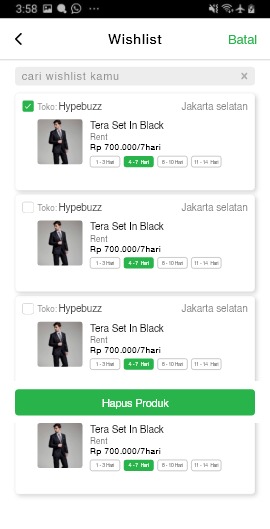 3:58
Wishlist
Batal
cari wishlist kamu
Toko: Hypebuzz
Jakarta selatan
Tera Set In Black
Rent
Rp 700.000/7hari
1 - 3 Hari
4 - 7 Hari
8 - 10 Hari
11 - 14 Hari
Toko: Hypebuzz
Jakarta selatan
Tera Set In Black
Rent
Rp 700.000/7hari
1 - 3 Hari
4 - 7 Hari
8 - 10 Hari
11 - 14 Hari
Toko: Hypebuzz
Jakarta selatan
Tera Set In Black
Rent
Rp 700.000/7hari
1 - 3 Hari
4 - 7 Hari
8 - 10 Hari
11 - 14 Hari
Hapus Produk
Tera Set In Black
Rent
Rp 700.000/7hari
1 - 3 Hari
4 - 7 Hari
8 - 10 Hari
11 - 14 Hari